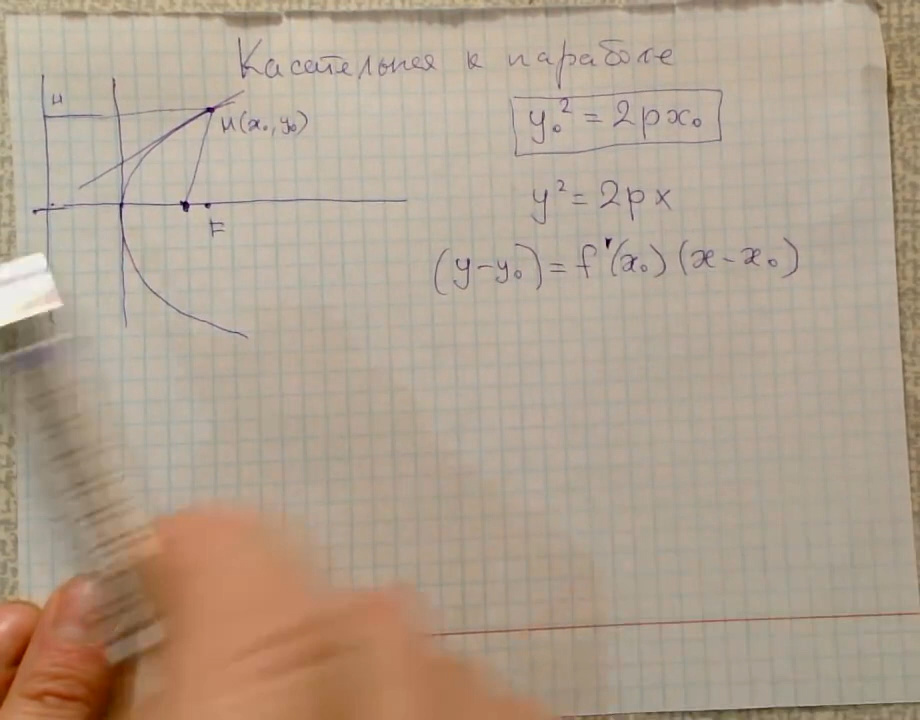 Касательная к параболе
H
M(x₀, y₀)
F
y₀² = 2px₀
y² = 2px
(y-y₀) = f'(x₀)(x-x₀)